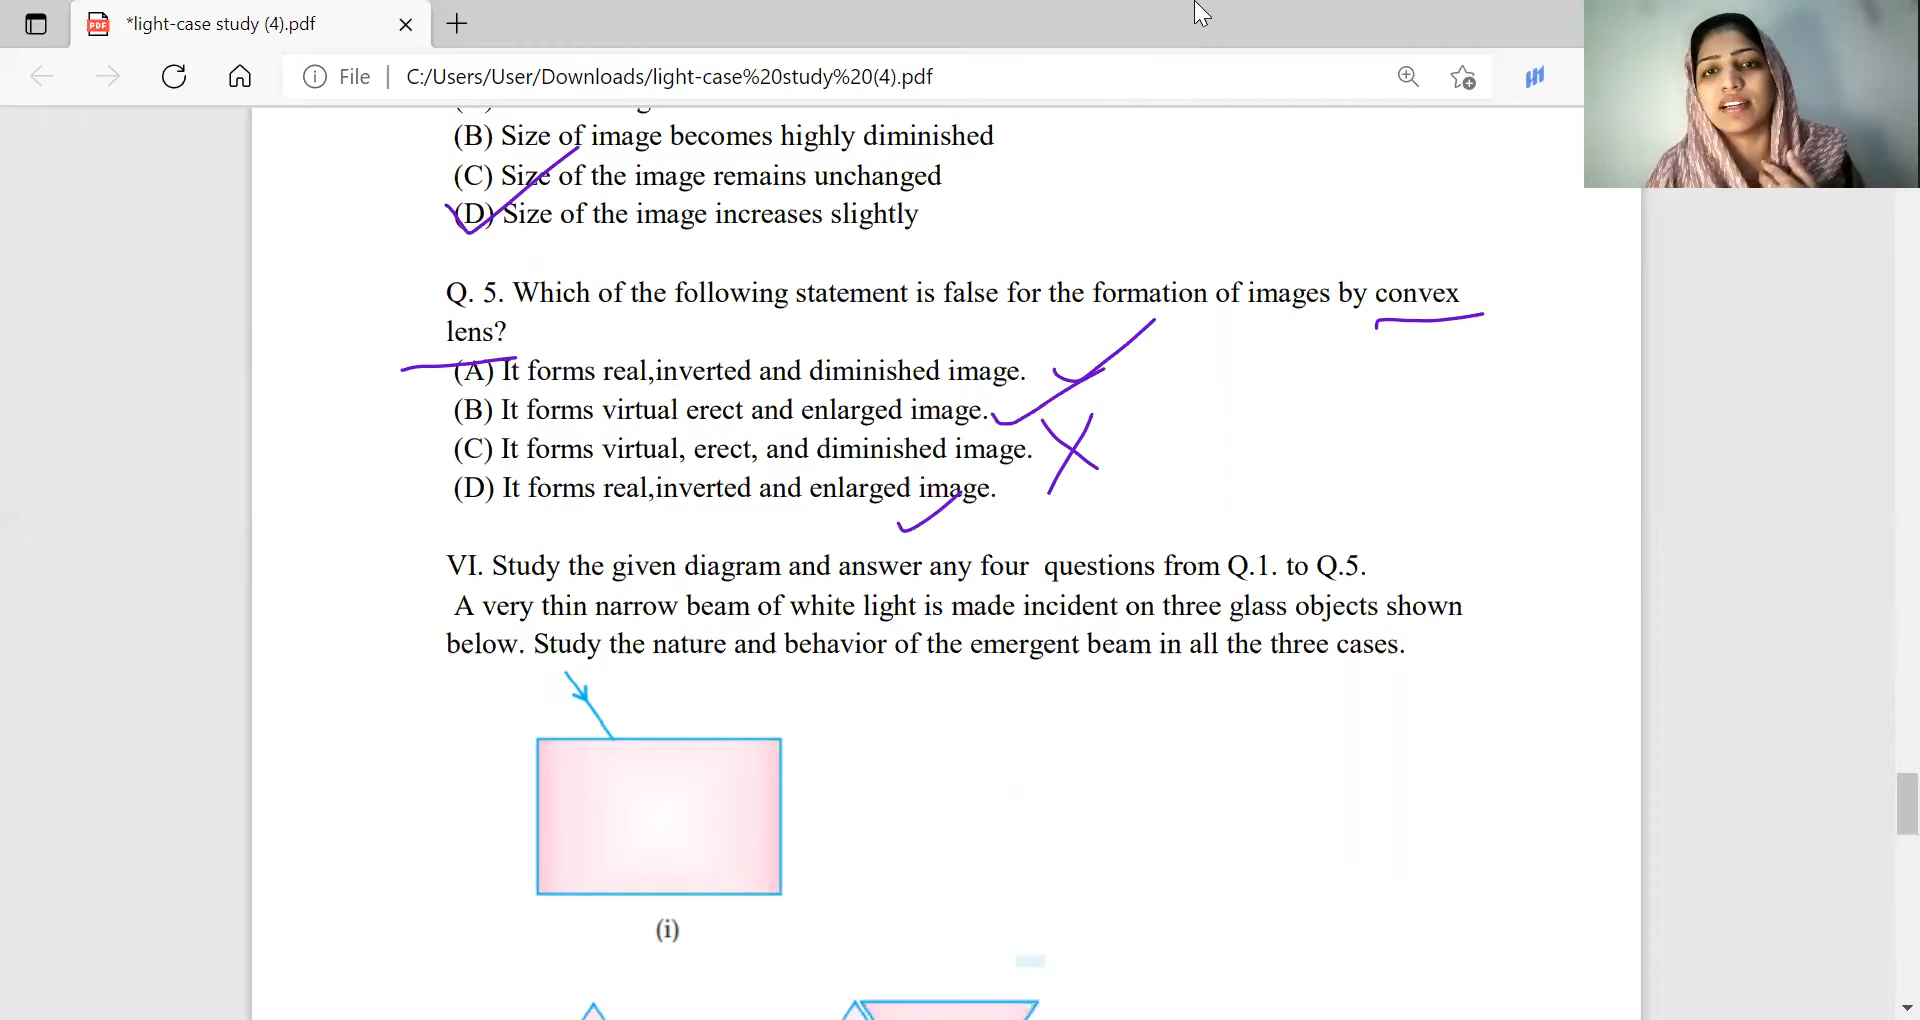 *light-case study (4).pdf
File | C:/Users/User/Downloads/light-case%20study%20(4).pdf
(B) Size of image becomes highly diminished
(C) Size of the image remains unchanged
(D) Size of the image increases slightly
Q. 5. Which of the following statement is false for the formation of images by convex
lens?
(A) It forms real,inverted and diminished image.
(B) It forms virtual erect and enlarged image.
(C) It forms virtual, erect, and diminished image.
(D) It forms real,inverted and enlarged image.
VI. Study the given diagram and answer any four questions from Q.1. to Q.5.
A very thin narrow beam of white light is made incident on three glass objects shown
below. Study the nature and behavior of the emergent beam in all the three cases.
(i)